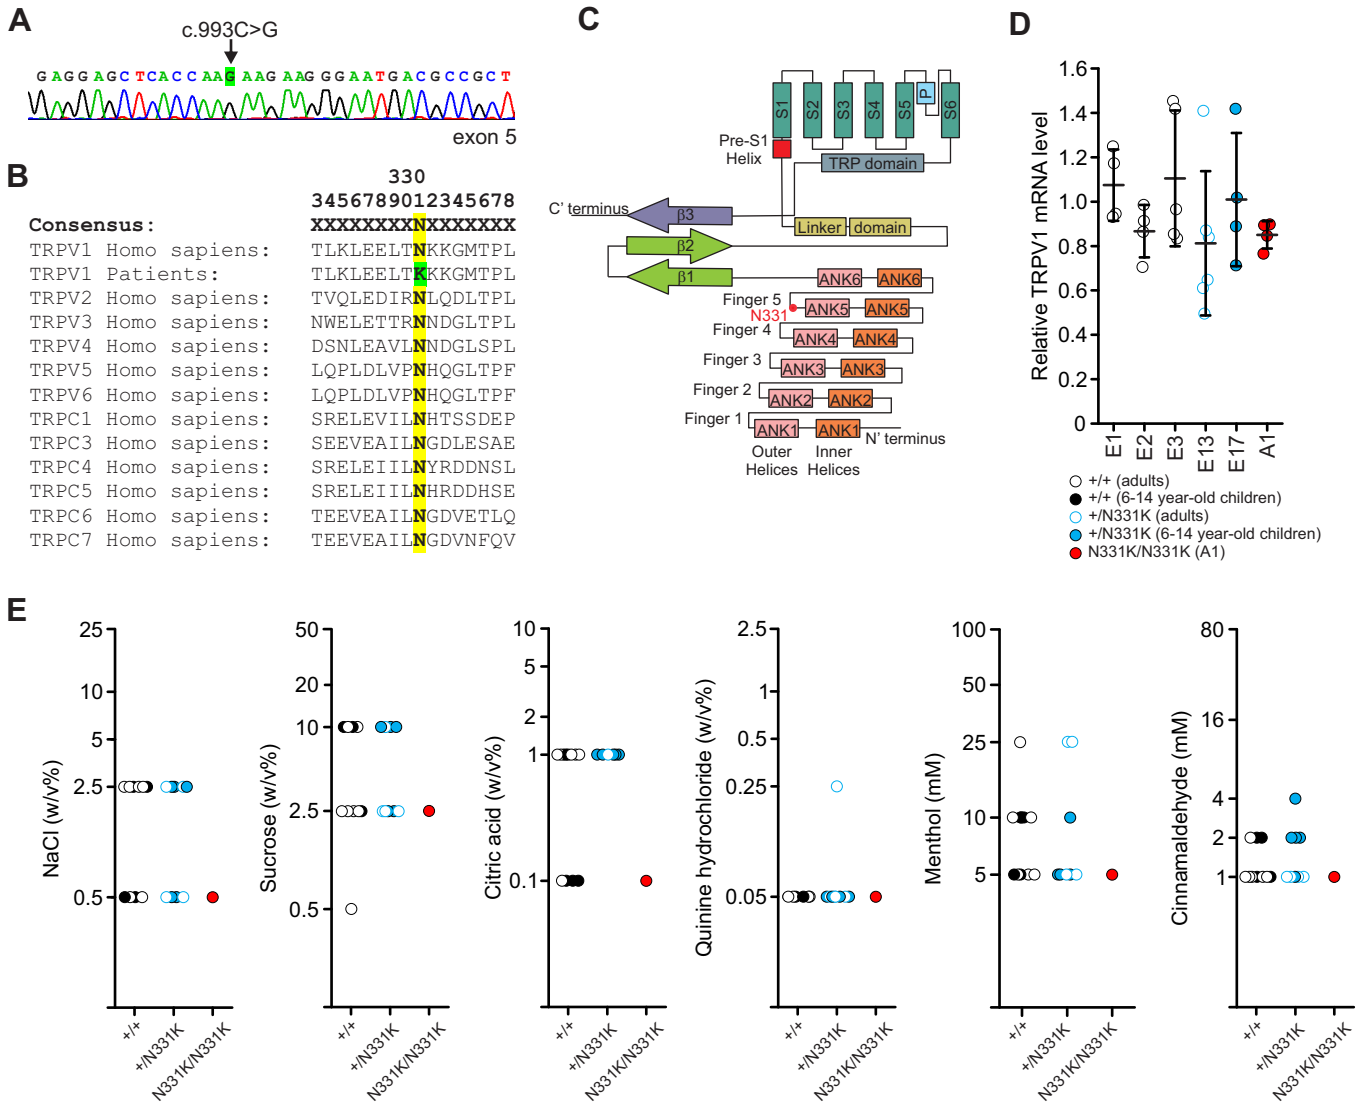 A
c.993C>G
GAGGAGCTCACCAAGAAGAAGGGAATGACGCCGCT
exon 5
B
330
3456789012345678
Consensus: XXXXXXXXNXXXXXXX
TRPV1 Homo sapiens: TLKLEELTNKKGMTPL
TRPV1 Patients: TLKLEELTKKKGMTPL
TRPV2 Homo sapiens: TVQLEDIRNLQDLTPL
TRPV3 Homo sapiens: NWELETTRNNDGLTPL
TRPV4 Homo sapiens: DSNLEAVLNNDGLSPL
TRPV5 Homo sapiens: LQPLDLVPNHQGLTPF
TRPV6 Homo sapiens: LQPLDLVPNHQGLTPF
TRPC1 Homo sapiens: SRELEVILNHTSSDEP
TRPC3 Homo sapiens: SEEVEAILNGDLESAE
TRPC4 Homo sapiens: SRELEIILNYRDDNSL
TRPC5 Homo sapiens: SRELEIILNHRDDHSE
TRPC6 Homo sapiens: TEEVEAILNGDVETLQ
TRPC7 Homo sapiens: TEEVEAILNGDVNFQV
C
S1 S2 S3 S4 S5 P S6
Pre-S1
Helix
TRP domain
C' terminus
β3
Linker domain
β2
β1
ANK6 ANK6
Finger 5
N331
ANK5 ANK5
Finger 4
ANK4 ANK4
Finger 3
ANK3 ANK3
Finger 2
ANK2 ANK2
Finger 1
ANK1 ANK1
N' terminus
Outer
Helices
Inner
Helices
D
Relative TRPV1 mRNA level
1.6
1.4
1.2
1.0
0.8
0.6
0.4
0.2
0
E1 E2 E3 E13 E17 A1
+/+ (adults)
+/+ (6-14 year-old children)
+/N331K (adults)
+/N331K (6-14 year-old children)
N331K/N331K (A1)
E
NaCl (w/v%)
25
10
5
2.5
0.5
+/+
+/N331K
N331K/N331K
Sucrose (w/v%)
50
20
10
2.5
0.5
+/+
+/N331K
N331K/N331K
Citric acid (w/v%)
10
5
2
1
0.1
+/+
+/N331K
N331K/N331K
Quinine hydrochloride (w/v%)
2.5
1
0.5
0.25
0.05
+/+
+/N331K
N331K/N331K
Menthol (mM)
100
50
25
10
5
+/+
+/N331K
N331K/N331K
Cinnamaldehyde (mM)
80
16
4
2
1
+/+
+/N331K
N331K/N331K